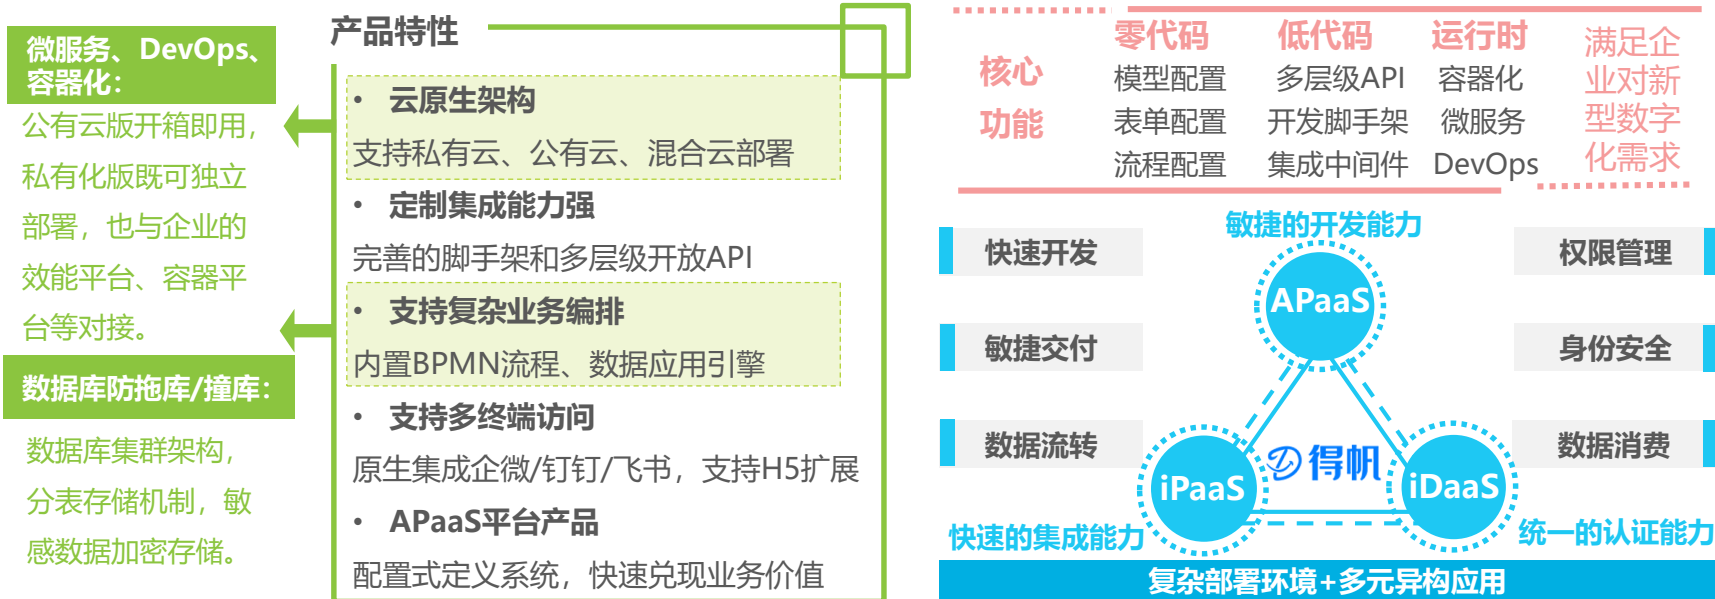 微服务、DevOps、
容器化：
公有云版开箱即用，
私有化版既可独立
部署，也与企业的
效能平台、容器平
台等对接。
数据库防拖库/撞库：
数据库集群架构，
分表存储机制，敏
感数据加密存储。
产品特性
• 云原生架构
支持私有云、公有云、混合云部署
• 定制集成能力强
完善的脚手架和多层级开放API
• 支持复杂业务编排
内置BPMN流程、数据应用引擎
• 支持多终端访问
原生集成企微/钉钉/飞书，支持H5扩展
• APaaS平台产品
配置式定义系统，快速兑现业务价值
核心
功能
零代码
模型配置
表单配置
流程配置
低代码
多层级API
开发脚手架
集成中间件
运行时
容器化
微服务
DevOps
满足企
业对新
型数字
化需求
敏捷的开发能力
快速开发
敏捷交付
数据流转
APaaS
iPaaS
得帆
iDaaS
权限管理
身份安全
数据消费
快速的集成能力
统一的认证能力
复杂部署环境+多元异构应用